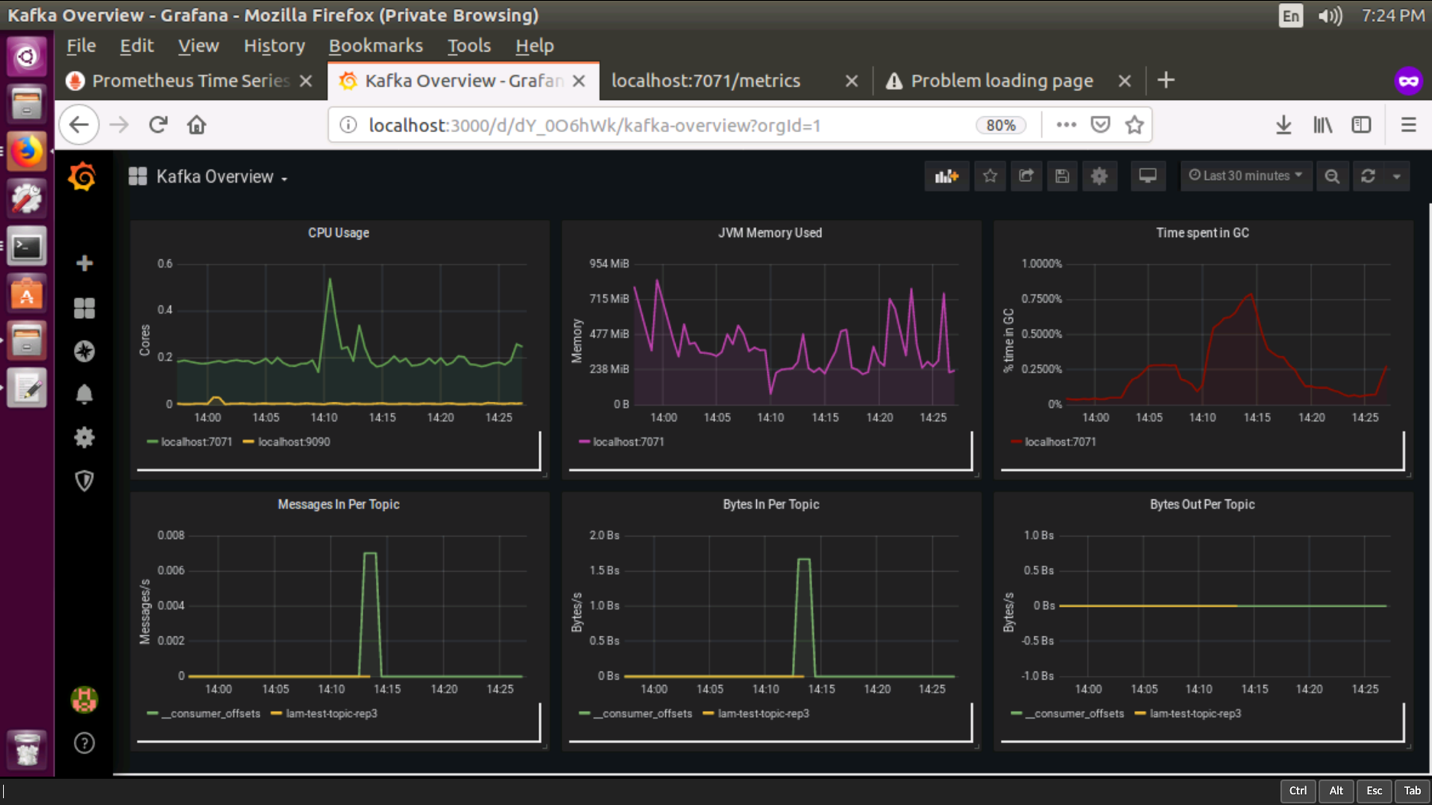 Kafka Overview - Grafana - Mozilla Firefox (Private Browsing)
En
7:24 PM
File Edit View History Bookmarks Tools Help
Prometheus Time Series
Kafka Overview - Grafan
localhost:7071/metrics
Problem loading page
localhost:3000/d/dY_0O6hWk/kafka-overview?orgId=1
80%
Kafka Overview
Last 30 minutes
CPU Usage
0.6
0.4
0.2
0
Cores
14:00 14:05 14:10 14:15 14:20 14:25
localhost:7071 localhost:9090
JVM Memory Used
954 MiB
715 MiB
477 MiB
238 MiB
0 B
Memory
14:00 14:05 14:10 14:15 14:20 14:25
localhost:7071
Time spent in GC
1.0000%
0.7500%
0.5000%
0.2500%
0%
% time in GC
14:00 14:05 14:10 14:15 14:20 14:25
localhost:7071
Messages In Per Topic
0.008
0.006
0.004
0.002
0
Messages/s
14:00 14:05 14:10 14:15 14:20 14:25
__consumer_offsets lam-test-topic-rep3
Bytes In Per Topic
2.0 Bs
1.5 Bs
1.0 Bs
0.5 Bs
0 Bs
Bytes/s
14:00 14:05 14:10 14:15 14:20 14:25
__consumer_offsets lam-test-topic-rep3
Bytes Out Per Topic
1.0 Bs
0.5 Bs
0 Bs
-0.5 Bs
-1.0 Bs
Bytes/s
14:00 14:05 14:10 14:15 14:20 14:25
__consumer_offsets lam-test-topic-rep3
Ctrl Alt Esc Tab